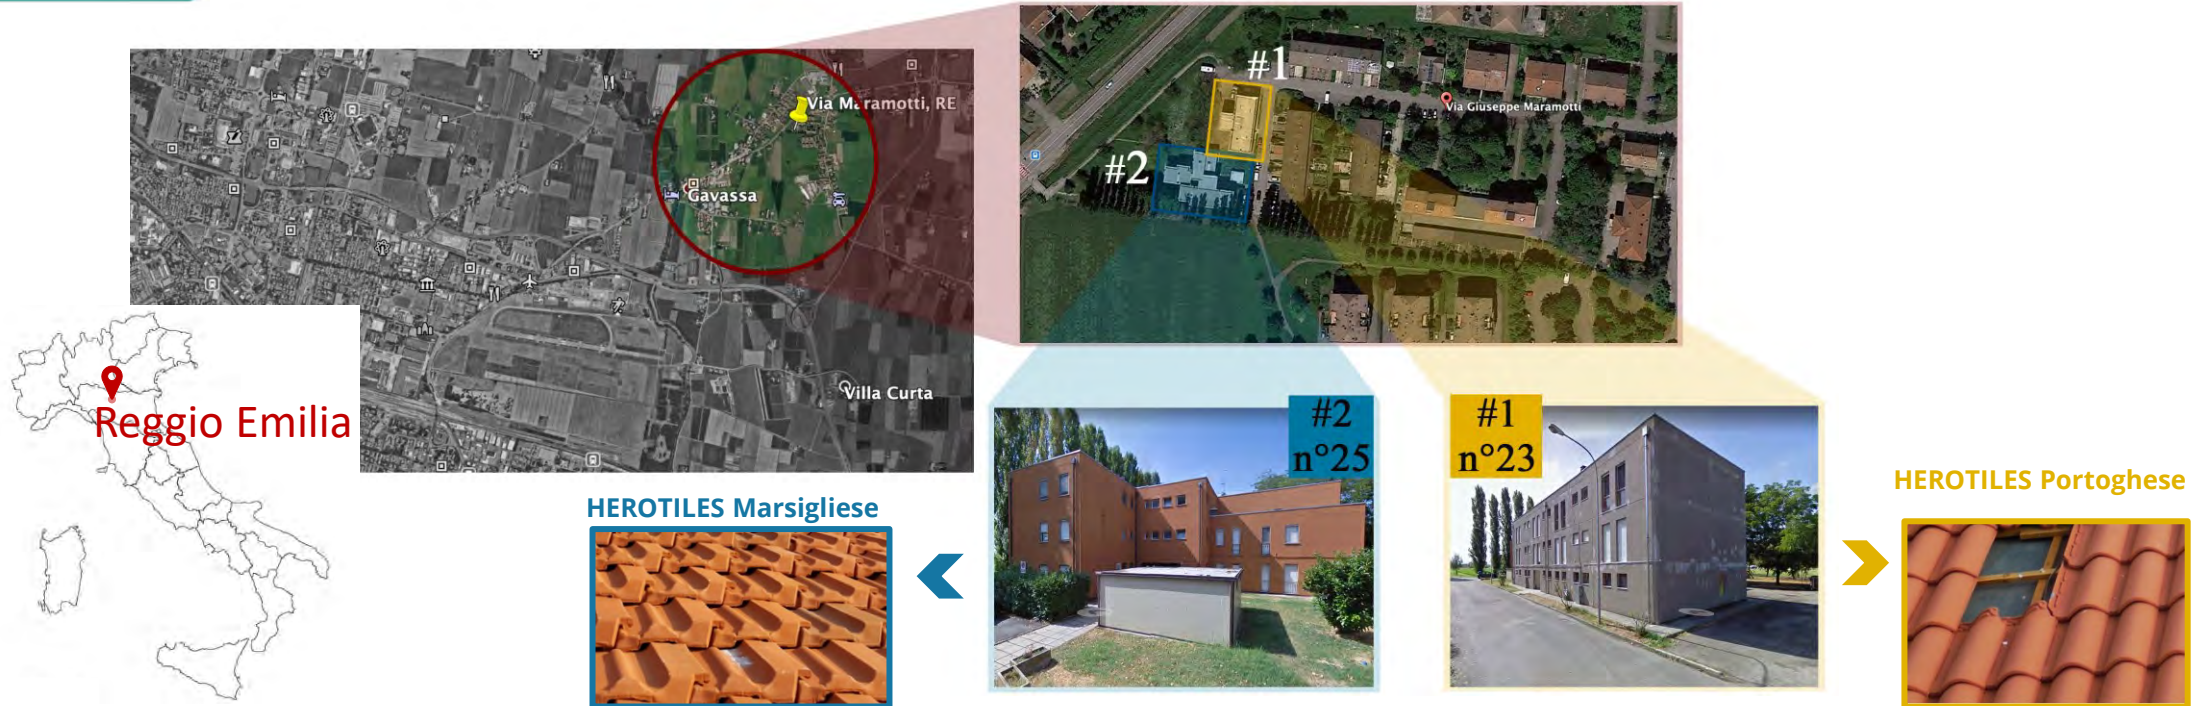 Via Maramotti, RE
Gavassa
Villa Curta
Reggio Emilia
#1
#2
Via Giuseppe Maramotti
#2
n°25
#1
n°23
HEROTILES Marsigliese
HEROTILES Portoghese